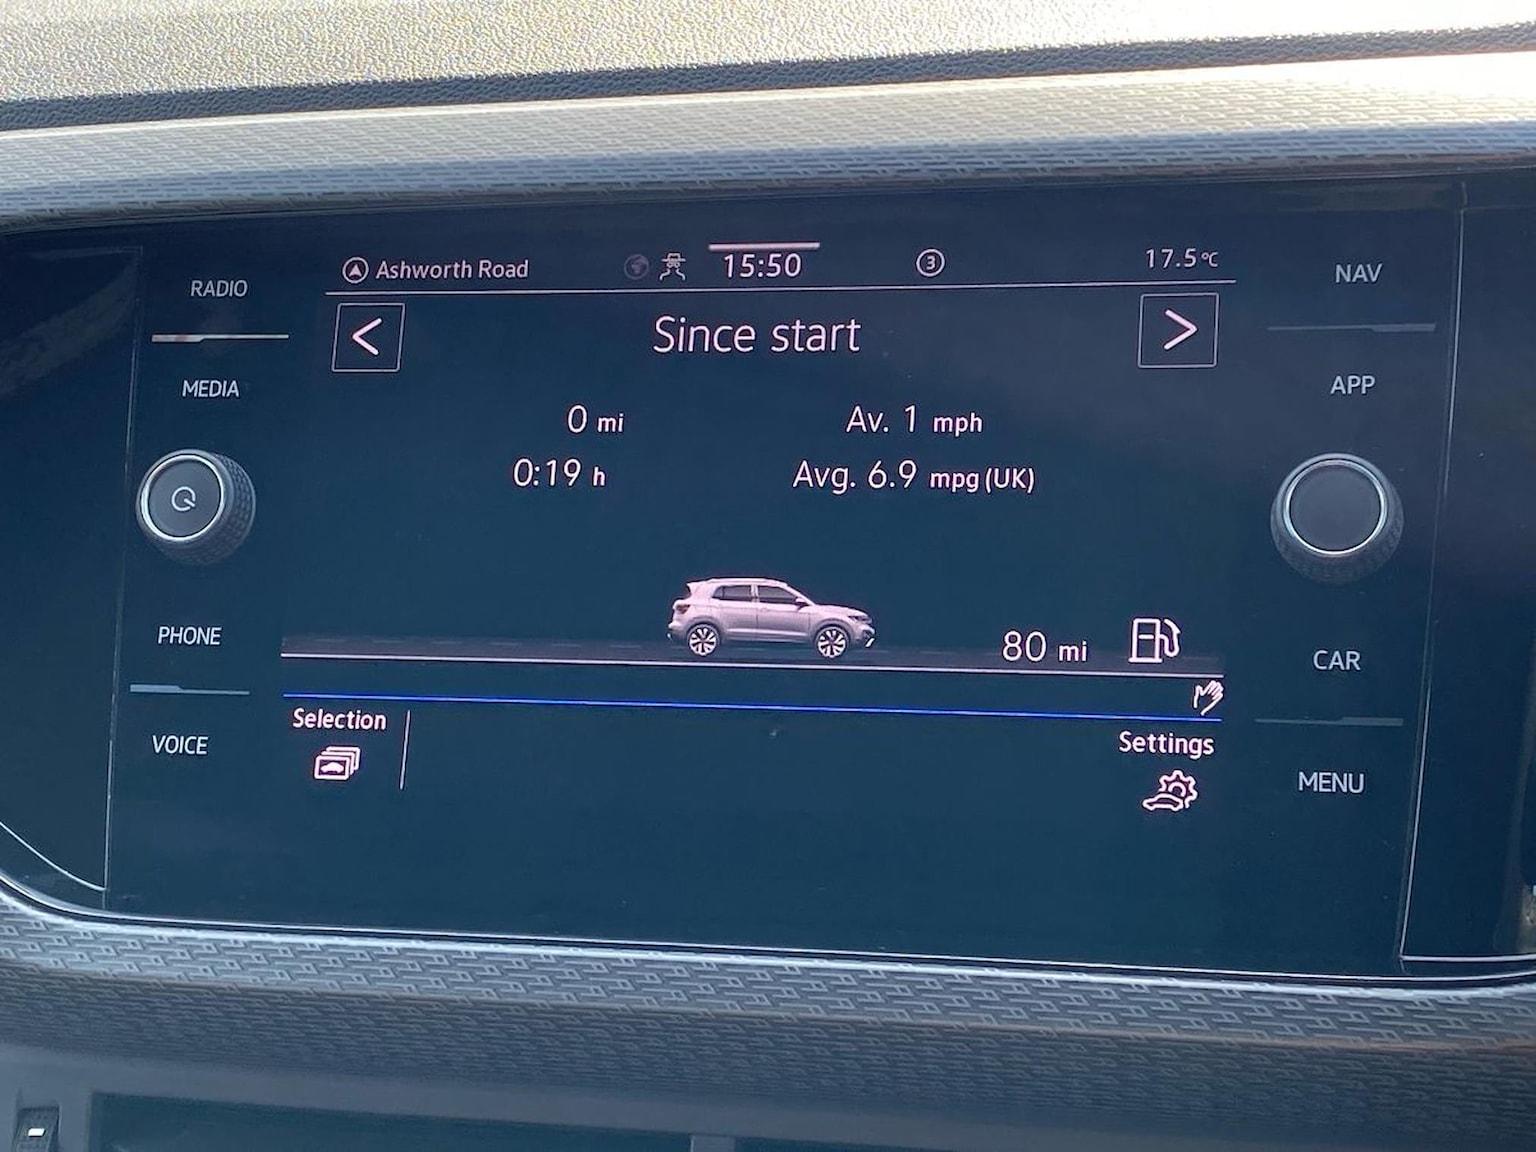 RADIO
MEDIA
PHONE
VOICE
Ashworth Road
15:50
3
17.5°C
Since start
0 mi
Av. 1 mph
0:19 h
Avg. 6.9 mpg (UK)
80 mi
Selection
Settings
NAV
APP
CAR
MENU